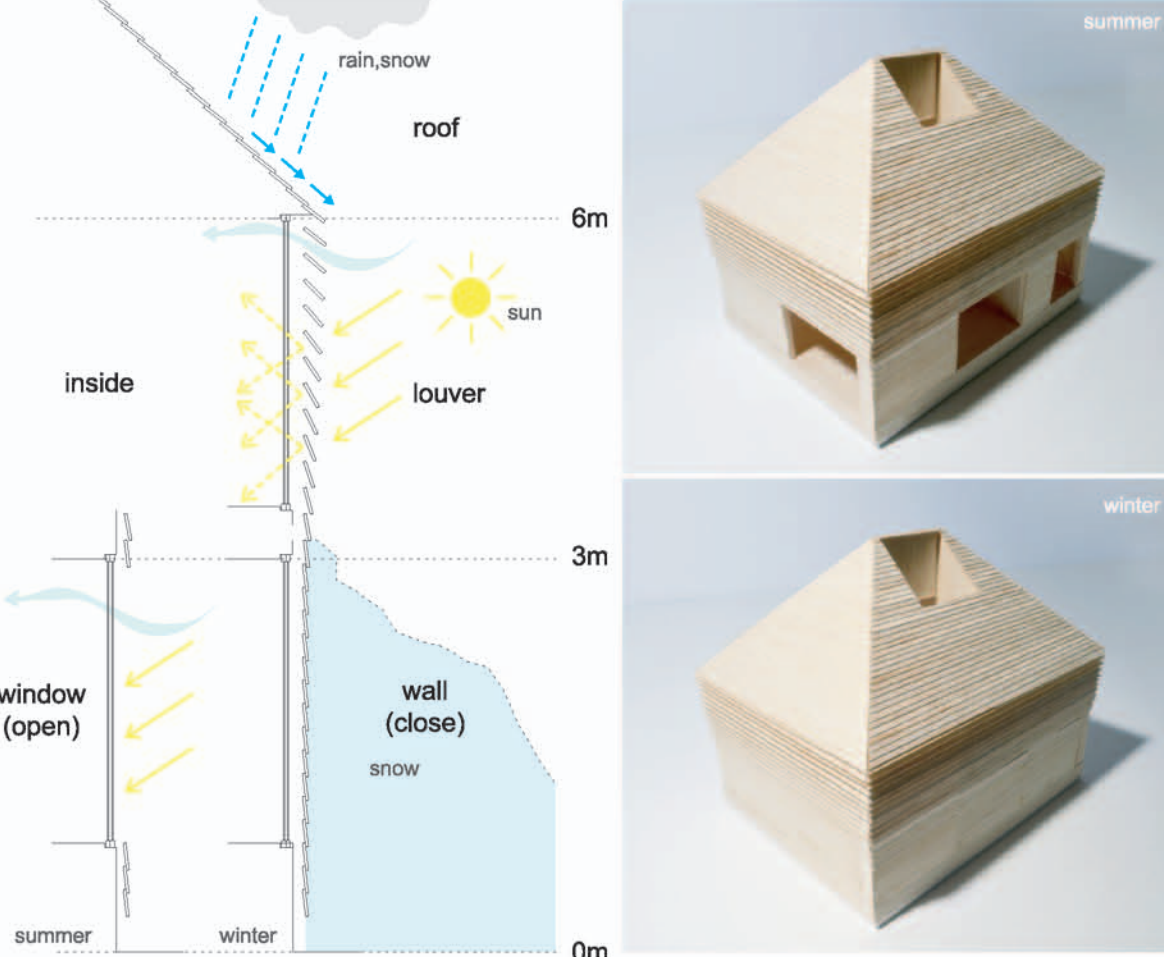 rain,snow
roof
6m
sun
inside
louver
3m
window
(open)
wall
(close)
snow
summer
winter
0m
summer
winter